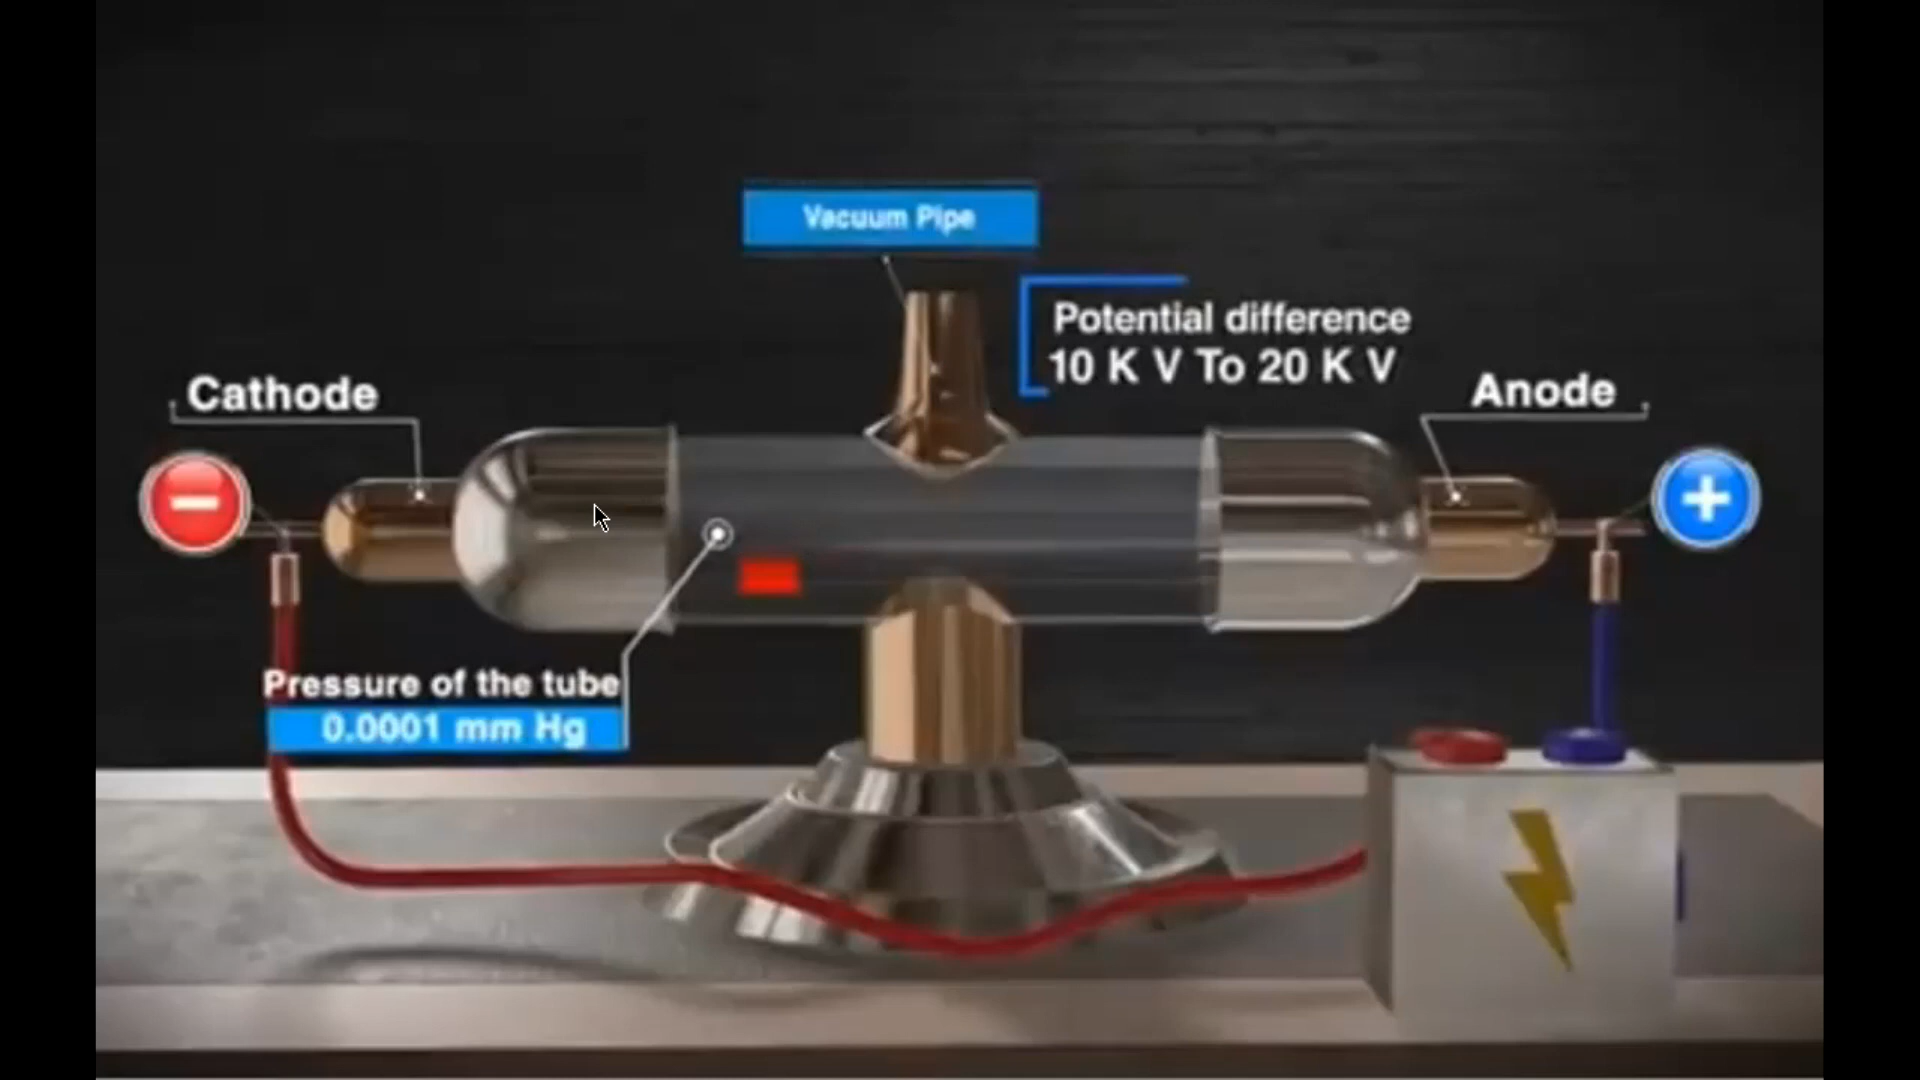 Vacuum Pipe
Potential difference
10 K V To 20 K V
Cathode
Anode
Pressure of the tube
0.0001 mm Hg